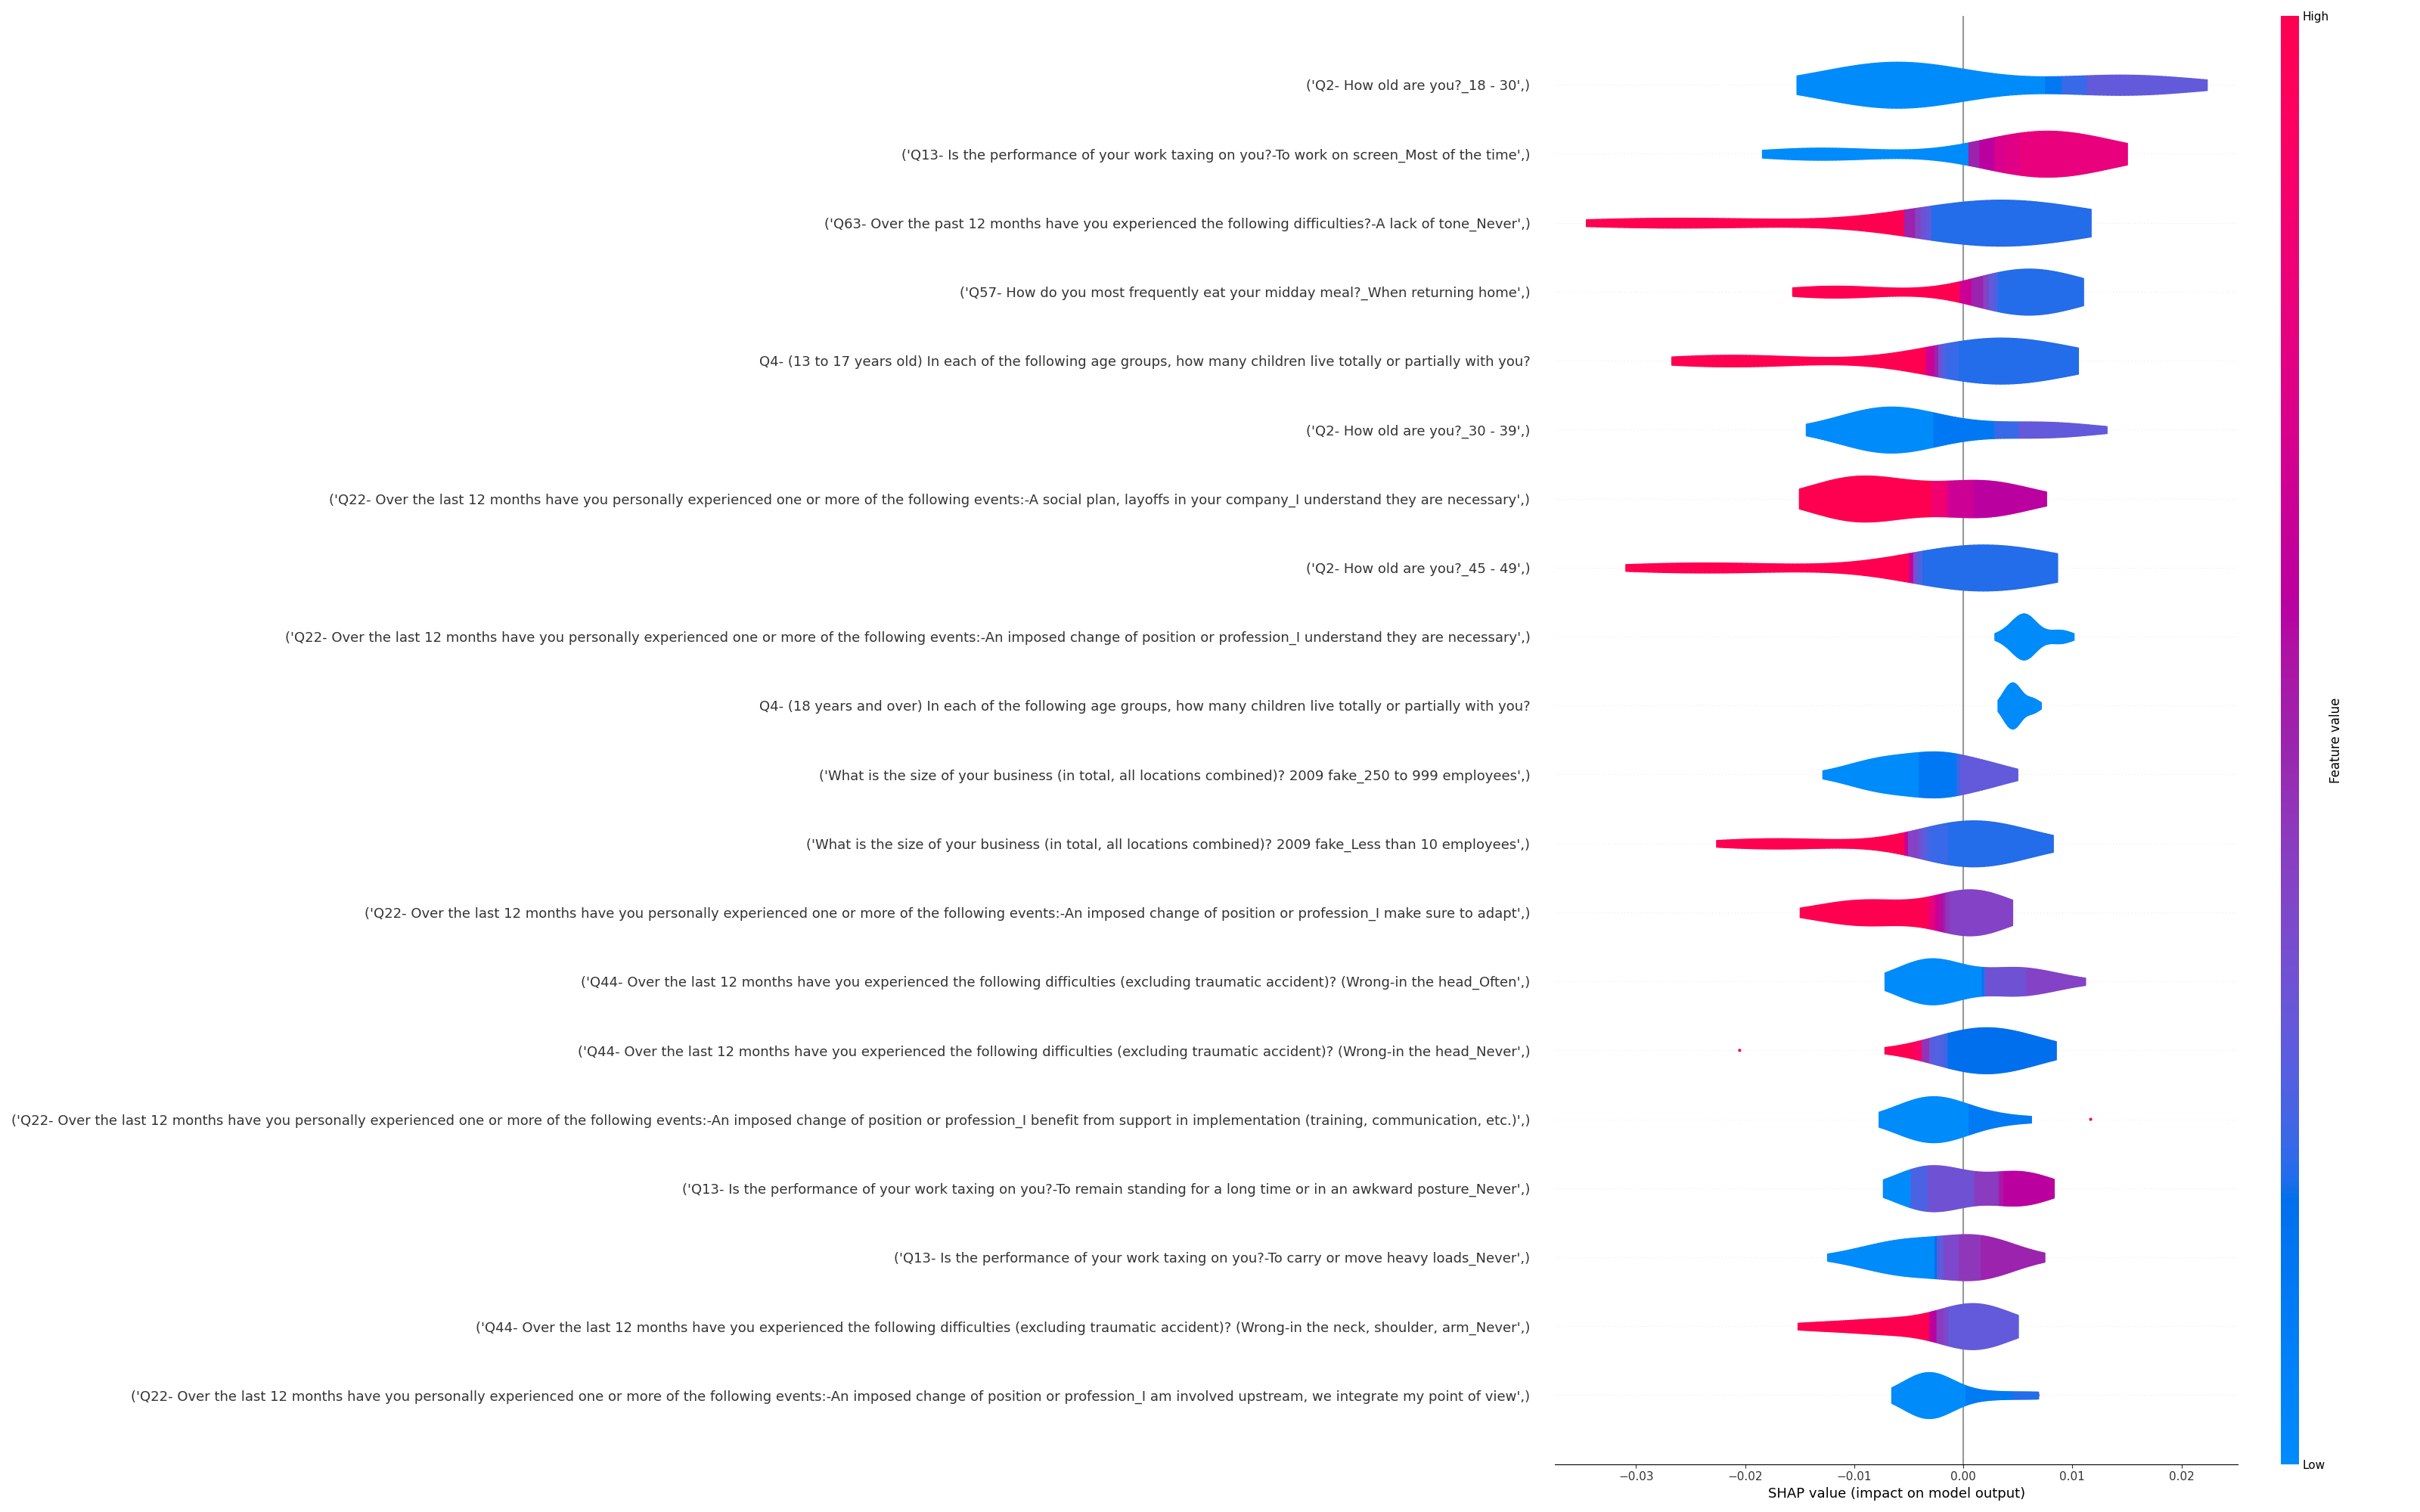 High
('Q2- How old are you?_18 - 30',)
('Q13- Is the performance of your work taxing on you?-To work on screen_Most of the time',)
('Q63- Over the past 12 months have you experienced the following difficulties?-A lack of tone_Never',)
('Q57- How do you most frequently eat your midday meal?_When returning home',)
Q4- (13 to 17 years old) In each of the following age groups, how many children live totally or partially with you?
('Q2- How old are you?_30 - 39',)
('Q22- Over the last 12 months have you personally experienced one or more of the following events:-A social plan, layoffs in your company_I understand they are necessary',)
('Q2- How old are you?_45 - 49',)
('Q22- Over the last 12 months have you personally experienced one or more of the following events:-An imposed change of position or profession_I understand they are necessary',)
Q4- (18 years and over) In each of the following age groups, how many children live totally or partially with you?
('What is the size of your business (in total, all locations combined)? 2009 fake_250 to 999 employees',)
('What is the size of your business (in total, all locations combined)? 2009 fake_Less than 10 employees',)
('Q22- Over the last 12 months have you personally experienced one or more of the following events:-An imposed change of position or profession_I make sure to adapt',)
('Q44- Over the last 12 months have you experienced the following difficulties (excluding traumatic accident)? (Wrong-in the head_Often',)
('Q44- Over the last 12 months have you experienced the following difficulties (excluding traumatic accident)? (Wrong-in the head_Never',)
('Q22- Over the last 12 months have you personally experienced one or more of the following events:-An imposed change of position or profession_I benefit from support in implementation (training, communication, etc.)',)
('Q13- Is the performance of your work taxing on you?-To remain standing for a long time or in an awkward posture_Never',)
('Q13- Is the performance of your work taxing on you?-To carry or move heavy loads_Never',)
('Q44- Over the last 12 months have you experienced the following difficulties (excluding traumatic accident)? (Wrong-in the neck, shoulder, arm_Never',)
('Q22- Over the last 12 months have you personally experienced one or more of the following events:-An imposed change of position or profession_I am involved upstream, we integrate my point of view',)
Feature value
Low
−0.03 −0.02 −0.01 0.00 0.01 0.02
SHAP value (impact on model output)